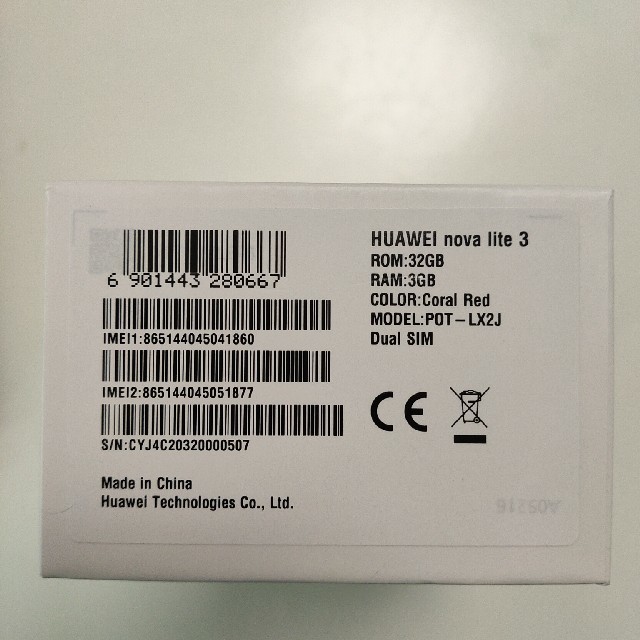 6 901443 280667
IMEI1:865144045041860
IMEI2:865144045051877
S/N:CYJ4C20320000507
Made in China
Huawei Technologies Co., Ltd.
HUAWEI nova lite 3
ROM:32GB
RAM:3GB
COLOR:Coral Red
MODEL:POT-LX2J
Dual SIM
CE